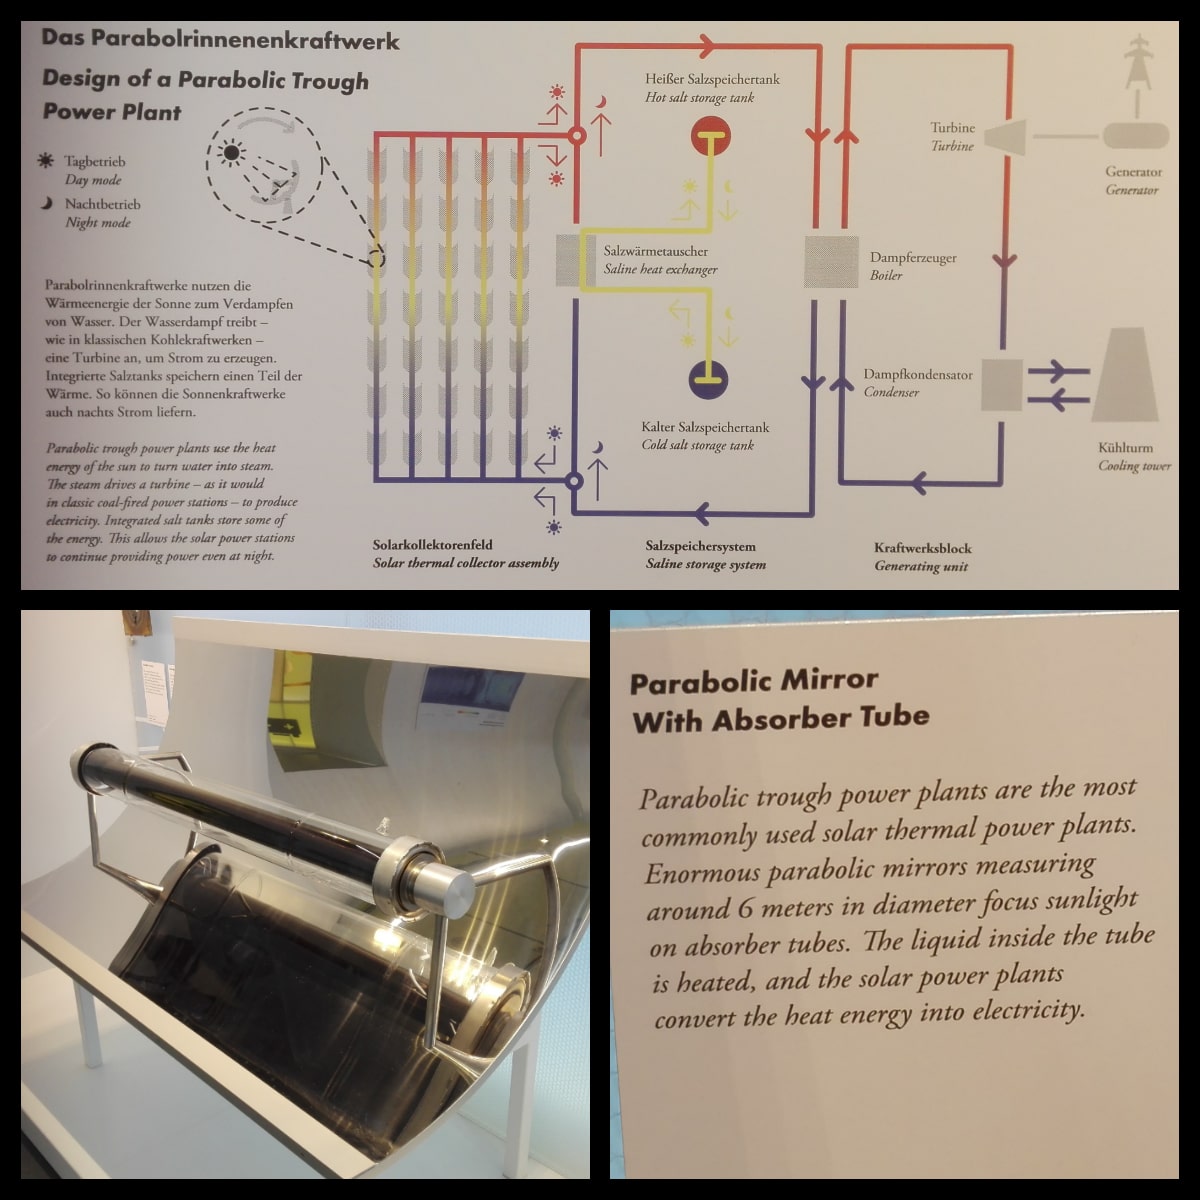 Das Parabolrinnenenkraftwerk
Design of a Parabolic Trough
Power Plant
Tagbetrieb
Day mode
Nachtbetrieb
Night mode
Parabolrinnenkraftwerke nutzen die
Wärmeenergie der Sonne zum Verdampfen
von Wasser. Der Wasserdampf treibt –
wie in klassischen Kohlekraftwerken –
eine Turbine an, um Strom zu erzeugen.
Integrierte Salztanks speichern einen Teil der
Wärme. So können die Sonnenkraftwerke
auch nachts Strom liefern.
Parabolic trough power plants use the heat
energy of the sun to turn water into steam.
The steam drives a turbine – as it would
in classic coal-fired power stations – to produce
electricity. Integrated salt tanks store some of
the energy. This allows the solar power stations
to continue providing power even at night.
Heißer Salzspeichertank
Hot salt storage tank
Salzwärmetauscher
Saline heat exchanger
Kalter Salzspeichertank
Cold salt storage tank
Turbine
Turbine
Generator
Generator
Dampferzeuger
Boiler
Dampfkondensator
Condenser
Kühlturm
Cooling tower
Solarkollektorenfeld
Solar thermal collector assembly
Salzspeichersystem
Saline storage system
Kraftwerksblock
Generating unit
Parabolic Mirror
With Absorber Tube
Parabolic trough power plants are the most
commonly used solar thermal power plants.
Enormous parabolic mirrors measuring
around 6 meters in diameter focus sunlight
on absorber tubes. The liquid inside the tube
is heated, and the solar power plants
convert the heat energy into electricity.